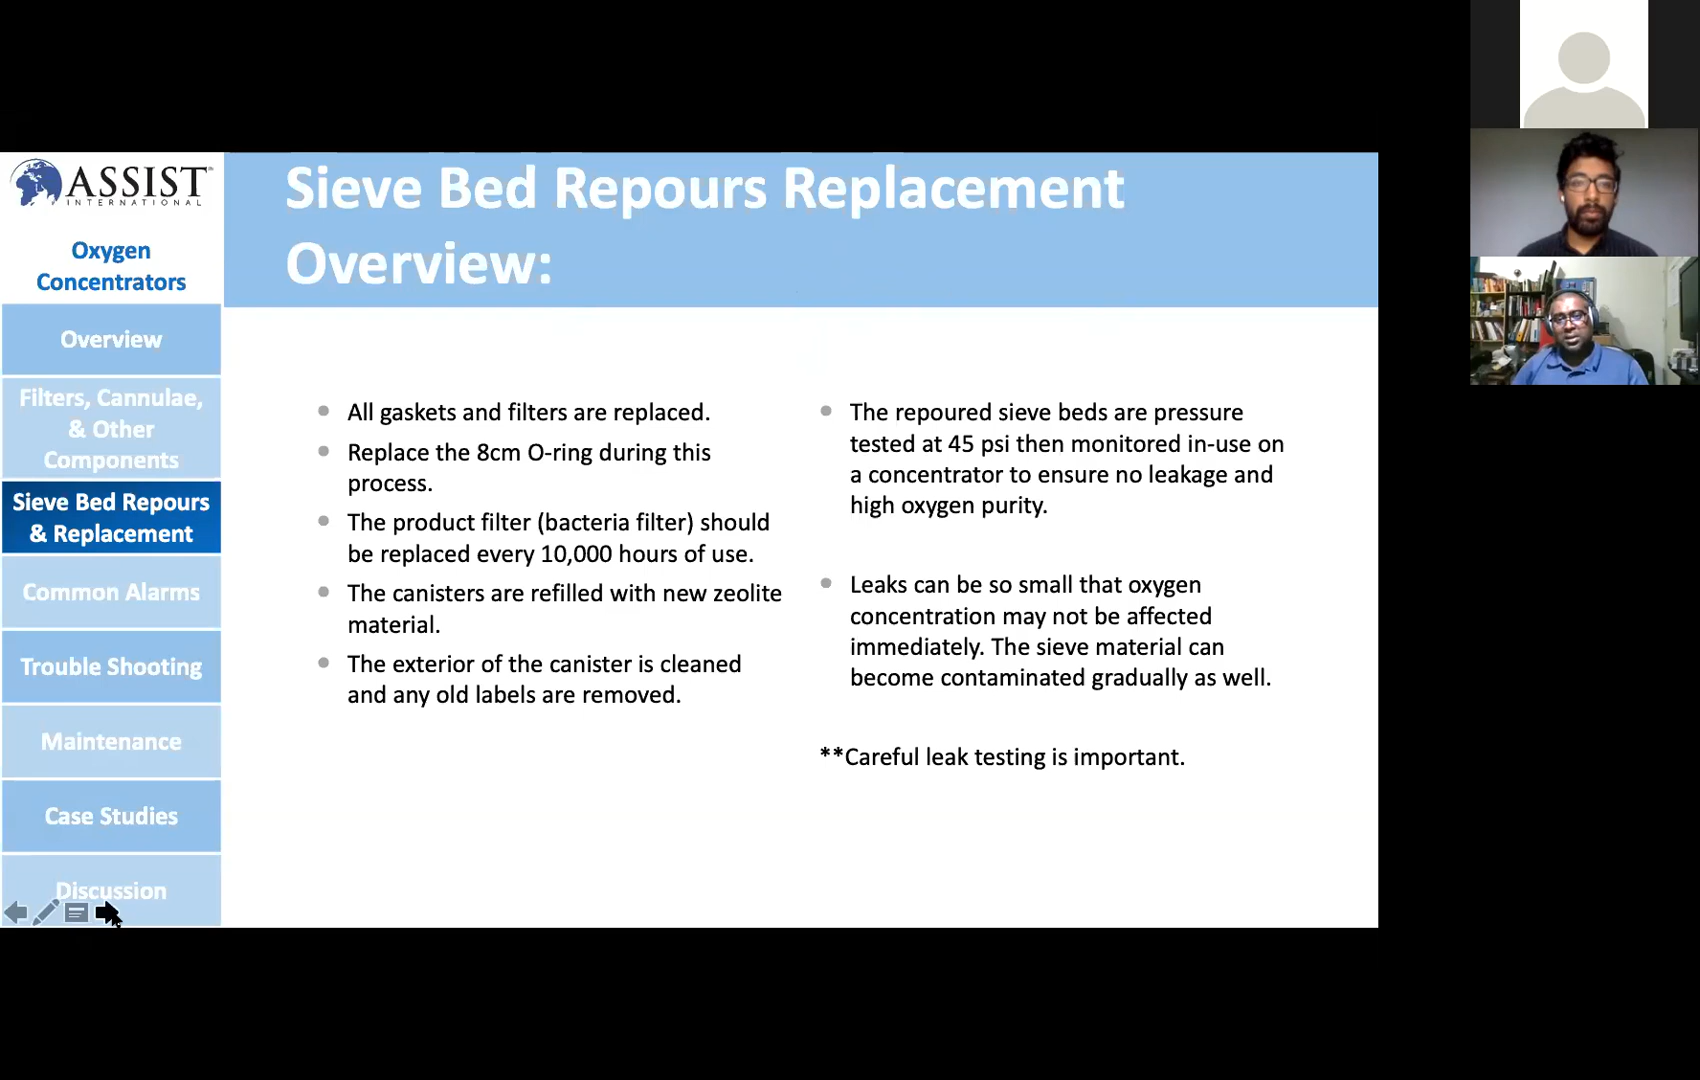 ASSIST
INTERNATIONAL
Oxygen
Concentrators
Overview
Filters, Cannulae,
& Other
Components
Sieve Bed Repours
& Replacement
Common Alarms
Trouble Shooting
Maintenance
Case Studies
Discussion
Sieve Bed Repours Replacement
Overview:
All gaskets and filters are replaced.
Replace the 8cm O-ring during this
process.
The product filter (bacteria filter) should
be replaced every 10,000 hours of use.
The canisters are refilled with new zeolite
material.
The exterior of the canister is cleaned
and any old labels are removed.
The repoured sieve beds are pressure
tested at 45 psi then monitored in-use on
a concentrator to ensure no leakage and
high oxygen purity.
Leaks can be so small that oxygen
concentration may not be affected
immediately. The sieve material can
become contaminated gradually as well.
**Careful leak testing is important.